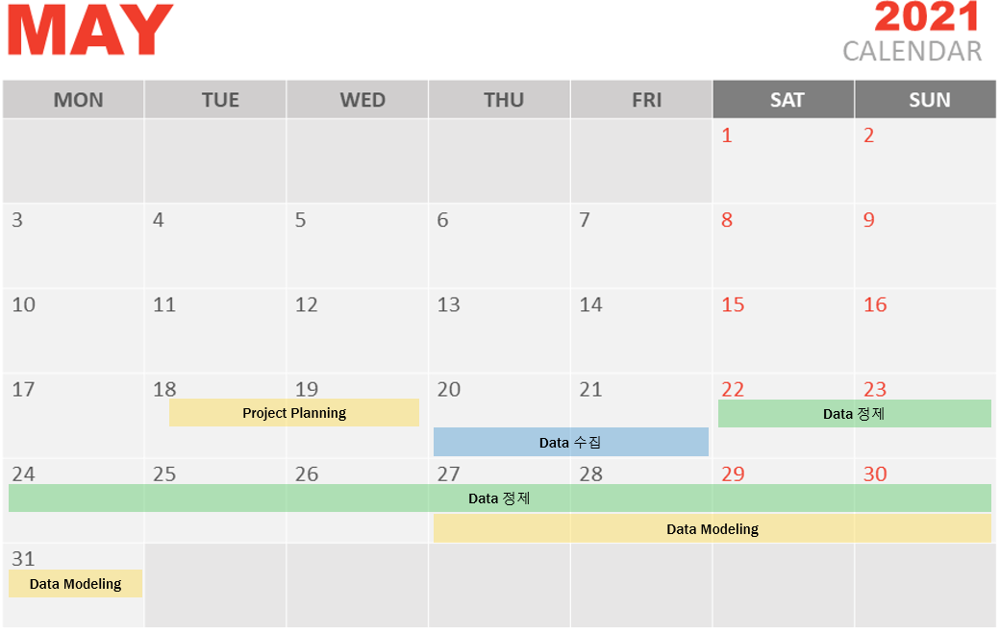 MAY
2021
CALENDAR
MON TUE WED THU FRI SAT SUN
1 2
3 4 5 6 7 8 9
10 11 12 13 14 15 16
17 18 19 20 21 22 23
Project Planning
Data 정제
Data 수집
24 25 26 27 28 29 30
Data 정제
Data Modeling
31
Data Modeling